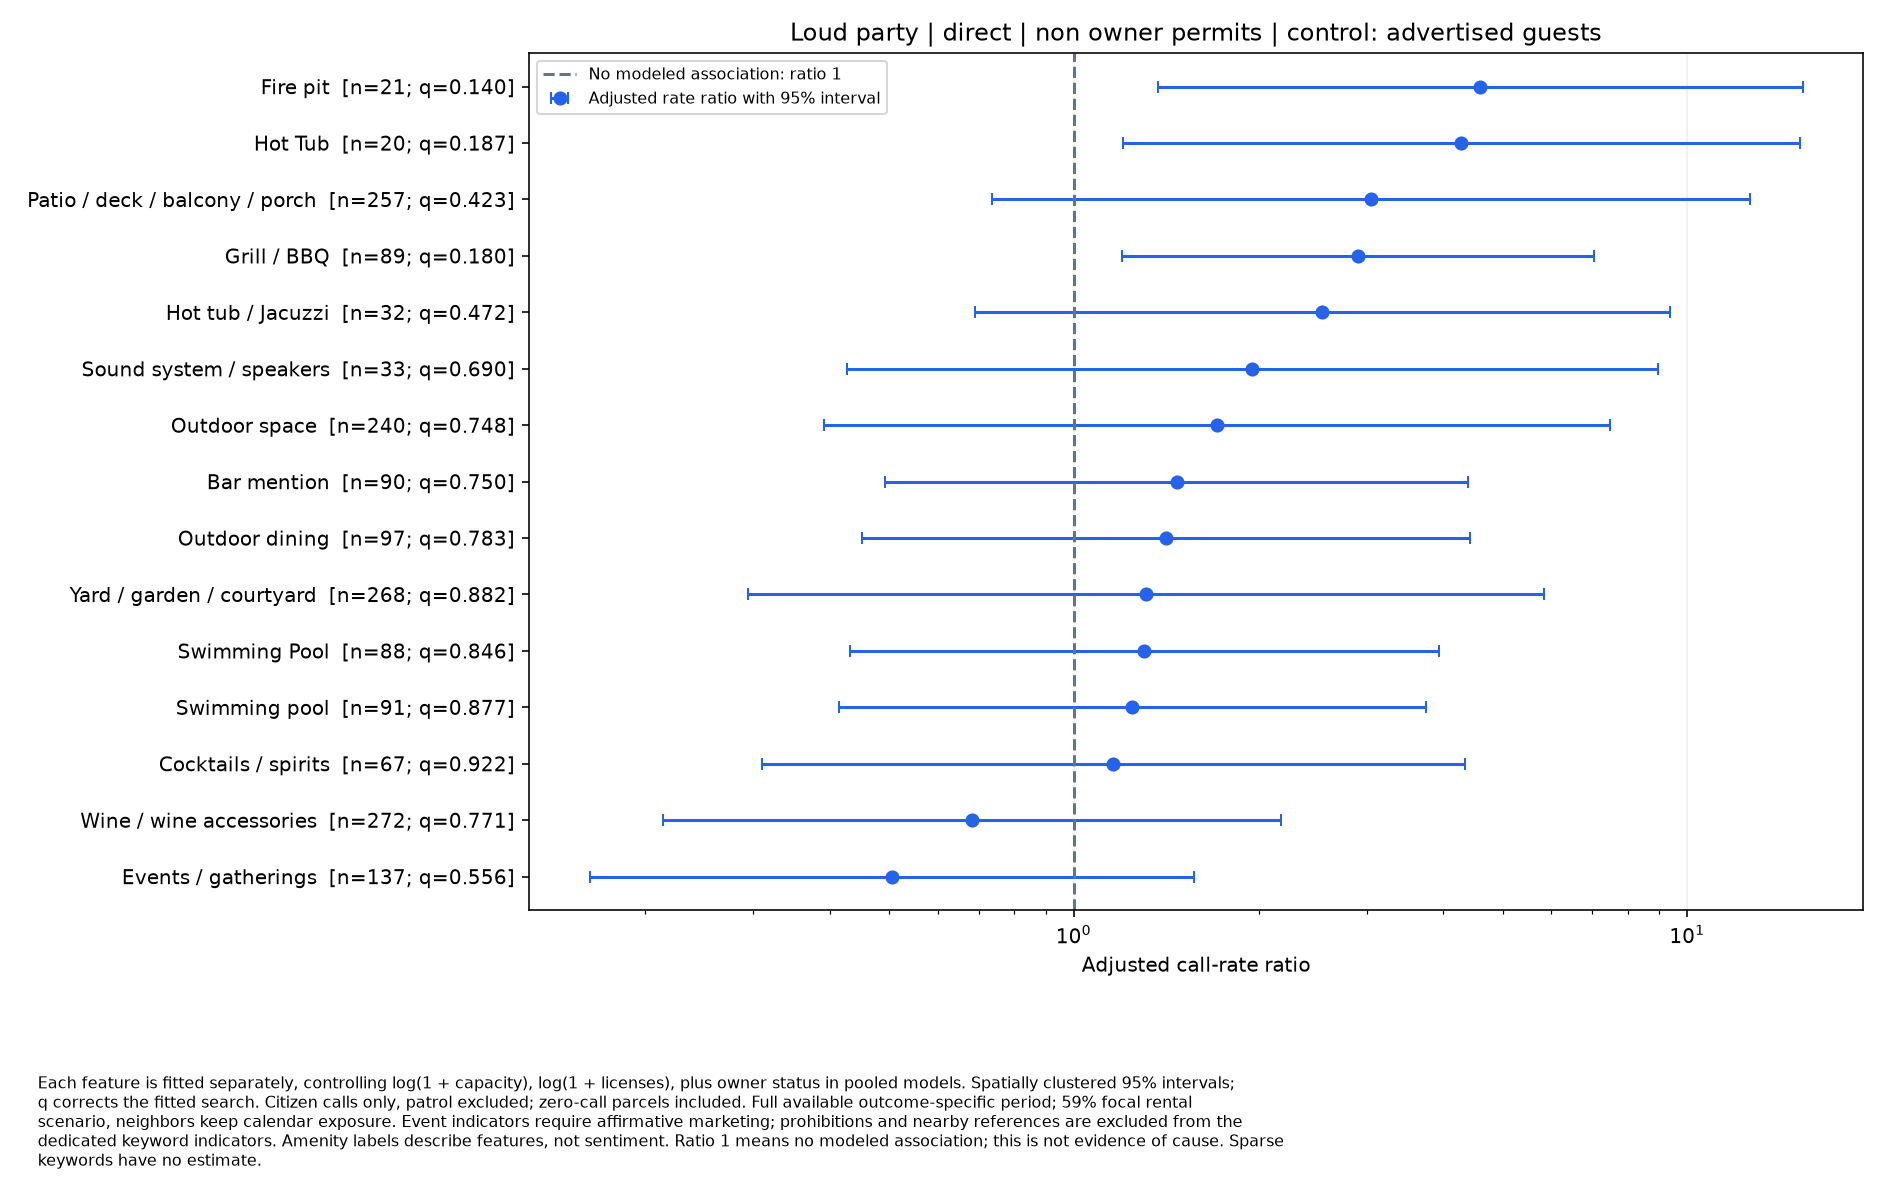 Loud party | direct | non owner permits | control: advertised guests
No modeled association: ratio 1
Adjusted rate ratio with 95% interval
Fire pit [n=21; q=0.140]
Hot Tub [n=20; q=0.187]
Patio / deck / balcony / porch [n=257; q=0.423]
Grill / BBQ [n=89; q=0.180]
Hot tub / Jacuzzi [n=32; q=0.472]
Sound system / speakers [n=33; q=0.690]
Outdoor space [n=240; q=0.748]
Bar mention [n=90; q=0.750]
Outdoor dining [n=97; q=0.783]
Yard / garden / courtyard [n=268; q=0.882]
Swimming Pool [n=88; q=0.846]
Swimming pool [n=91; q=0.877]
Cocktails / spirits [n=67; q=0.922]
Wine / wine accessories [n=272; q=0.771]
Events / gatherings [n=137; q=0.556]
10⁰ 10¹
Adjusted call-rate ratio
Each feature is fitted separately, controlling log(1 + capacity), log(1 + licenses), plus owner status in pooled models. Spatially clustered 95% intervals;
q corrects the fitted search. Citizen calls only, patrol excluded; zero-call parcels included. Full available outcome-specific period; 59% focal rental
scenario, neighbors keep calendar exposure. Event indicators require affirmative marketing; prohibitions and nearby references are excluded from the
dedicated keyword indicators. Amenity labels describe features, not sentiment. Ratio 1 means no modeled association; this is not evidence of cause. Sparse
keywords have no estimate.